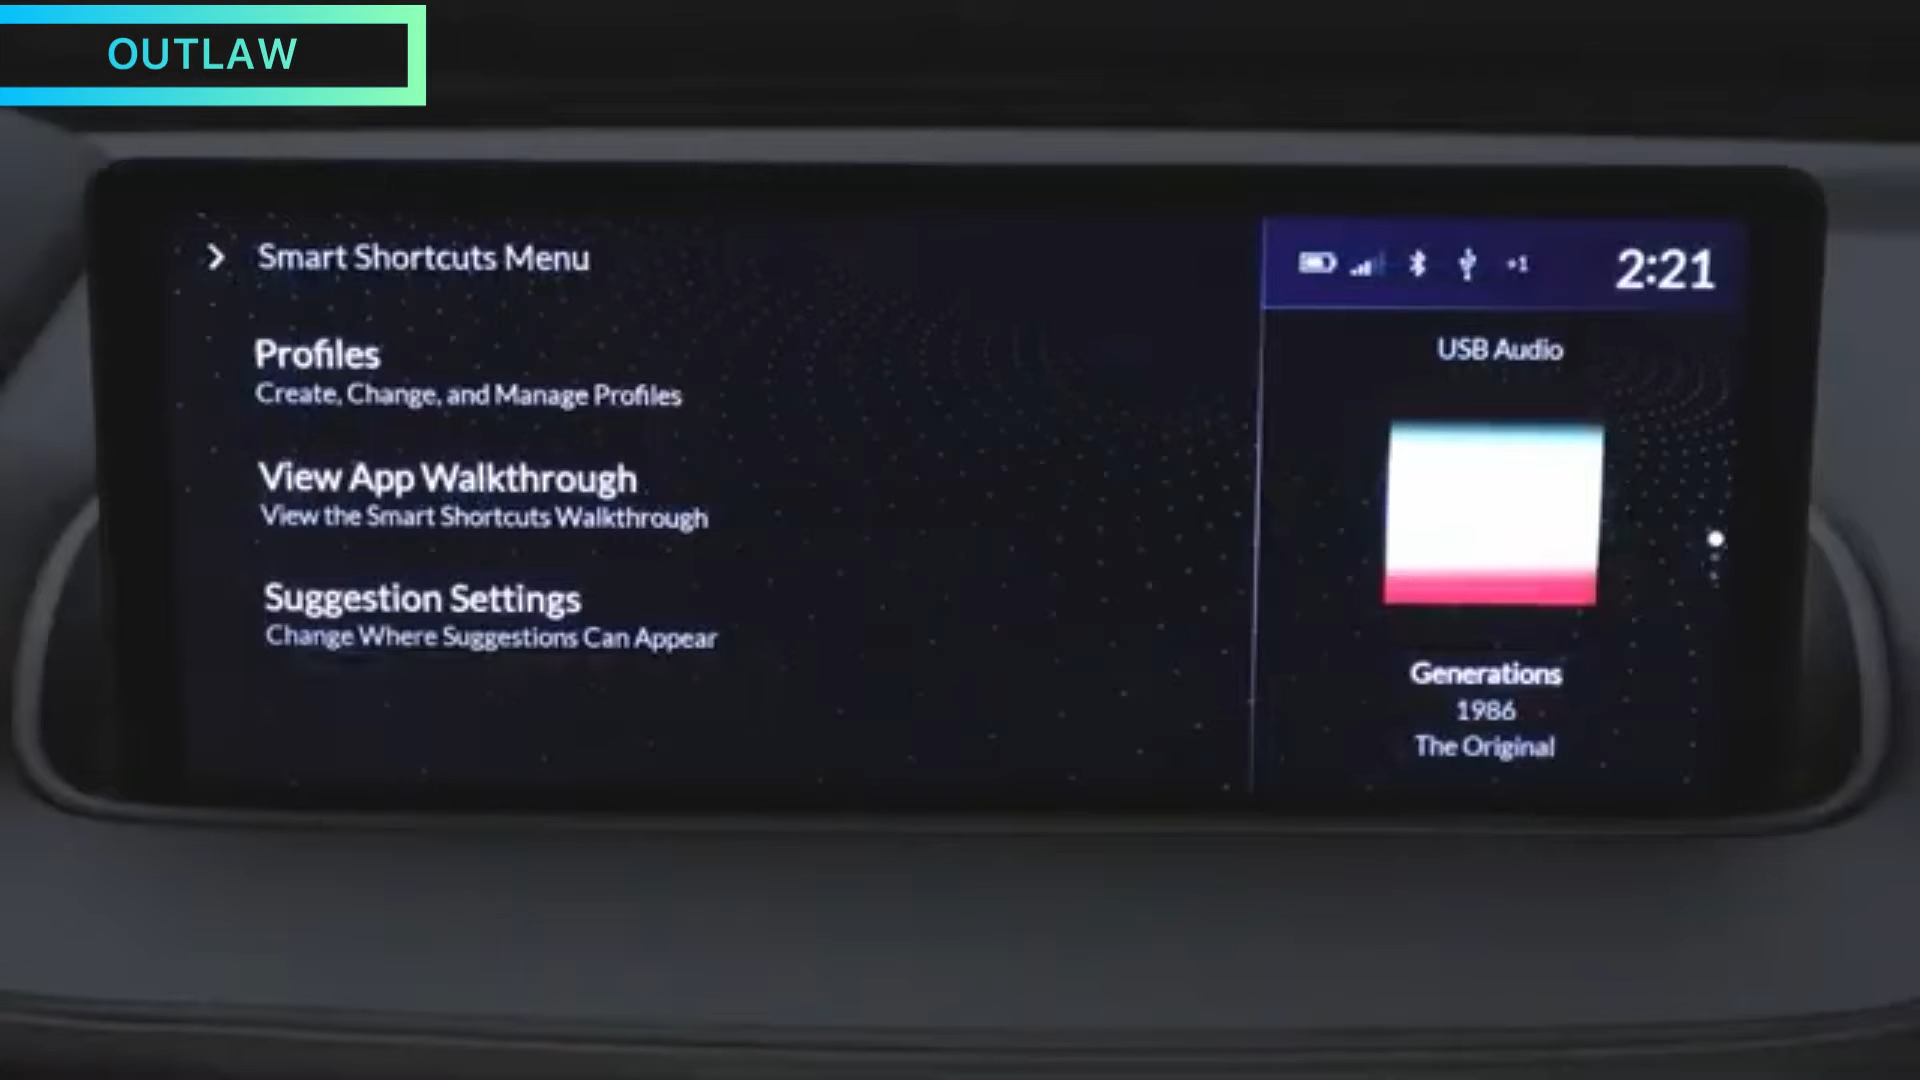 OUTLAW
Smart Shortcuts Menu
Profiles
Create, Change, and Manage Profiles
View App Walkthrough
View the Smart Shortcuts Walkthrough
Suggestion Settings
Change Where Suggestions Can Appear
+1 2:21
USB Audio
Generations
1986
The Original